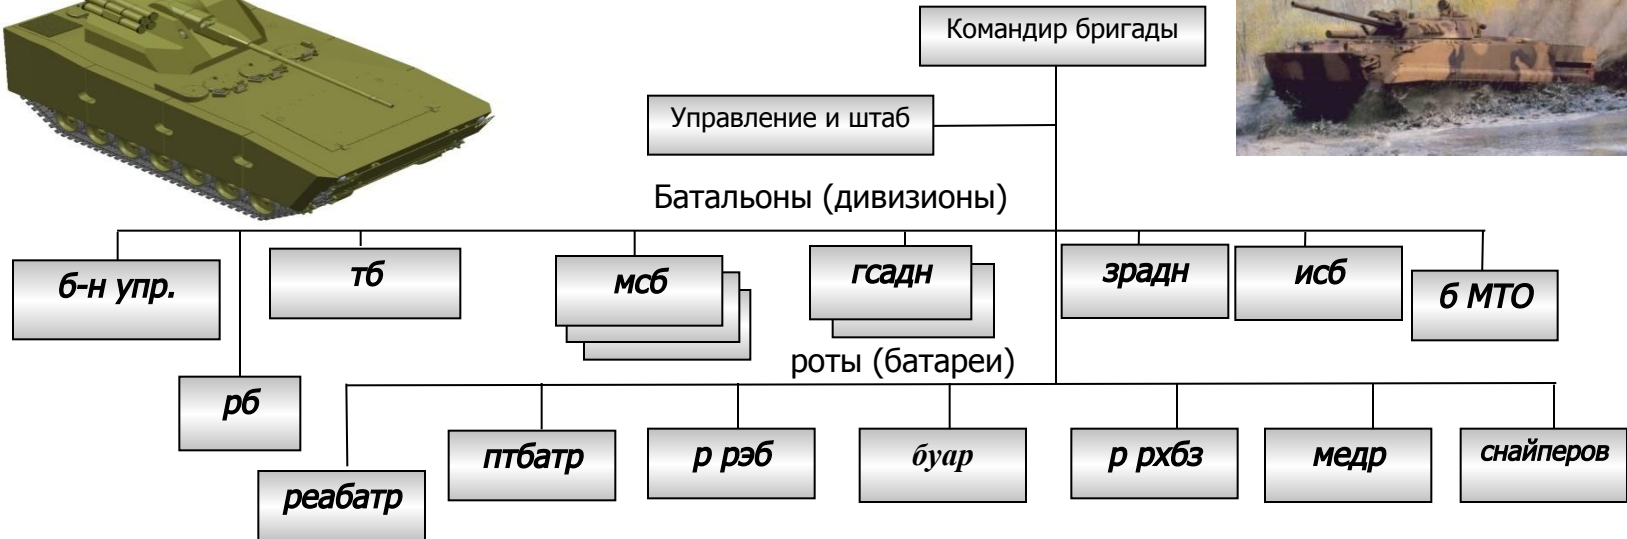 Командир бригады
Управление и штаб
Батальоны (дивизионы)
б-н упр.
тб
мсб
гсадн
зрадн
исб
б МТО
роты (батареи)
рб
реабатр
птбатр
р рэб
буар
р рхбз
медр
снайперов